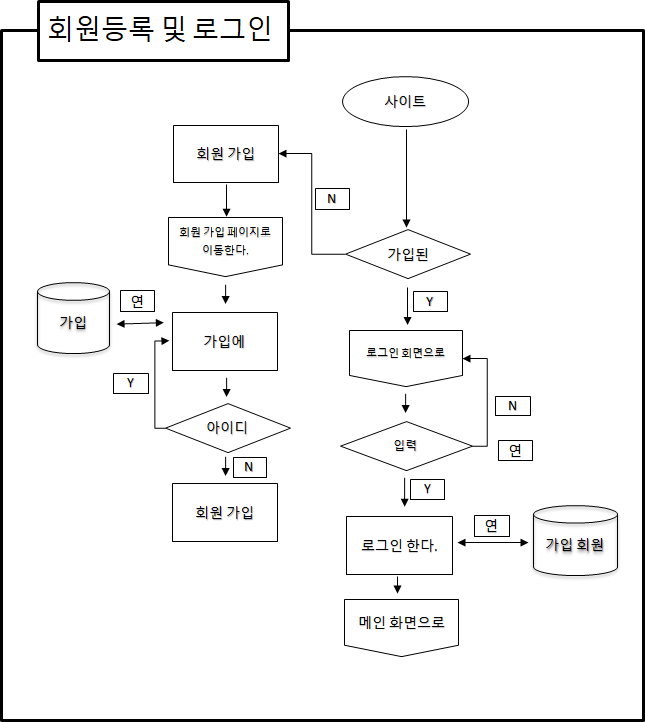 회원등록 및 로그인
사이트
회원 가입
N
회원 가입 페이지로
이동한다.
가입된
연
가입
Y
가입에
로그인 화면으로
Y
N
아이디
입력
연
N
Y
회원 가입
연
로그인 한다.
가입 회원
메인 화면으로